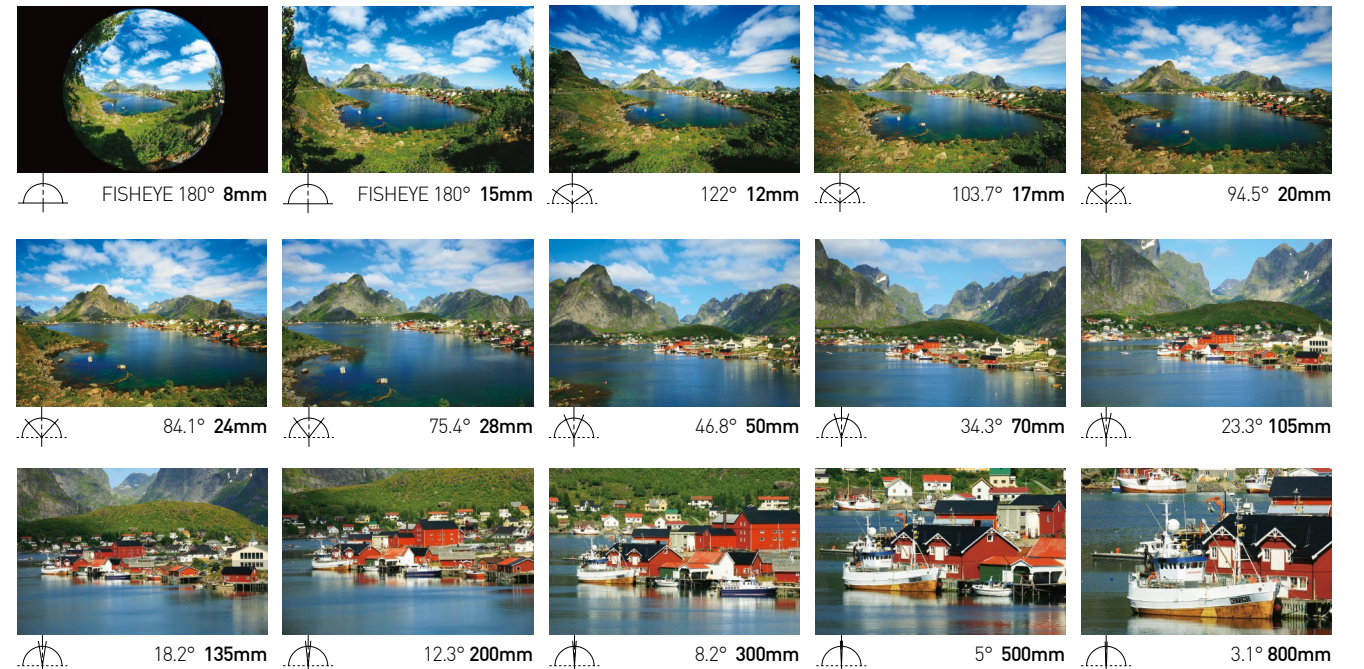 FISHEYE 180° 8mm
FISHEYE 180° 15mm
122° 12mm
103.7° 17mm
94.5° 20mm
84.1° 24mm
75.4° 28mm
46.8° 50mm
34.3° 70mm
23.3° 105mm
18.2° 135mm
12.3° 200mm
8.2° 300mm
5° 500mm
3.1° 800mm